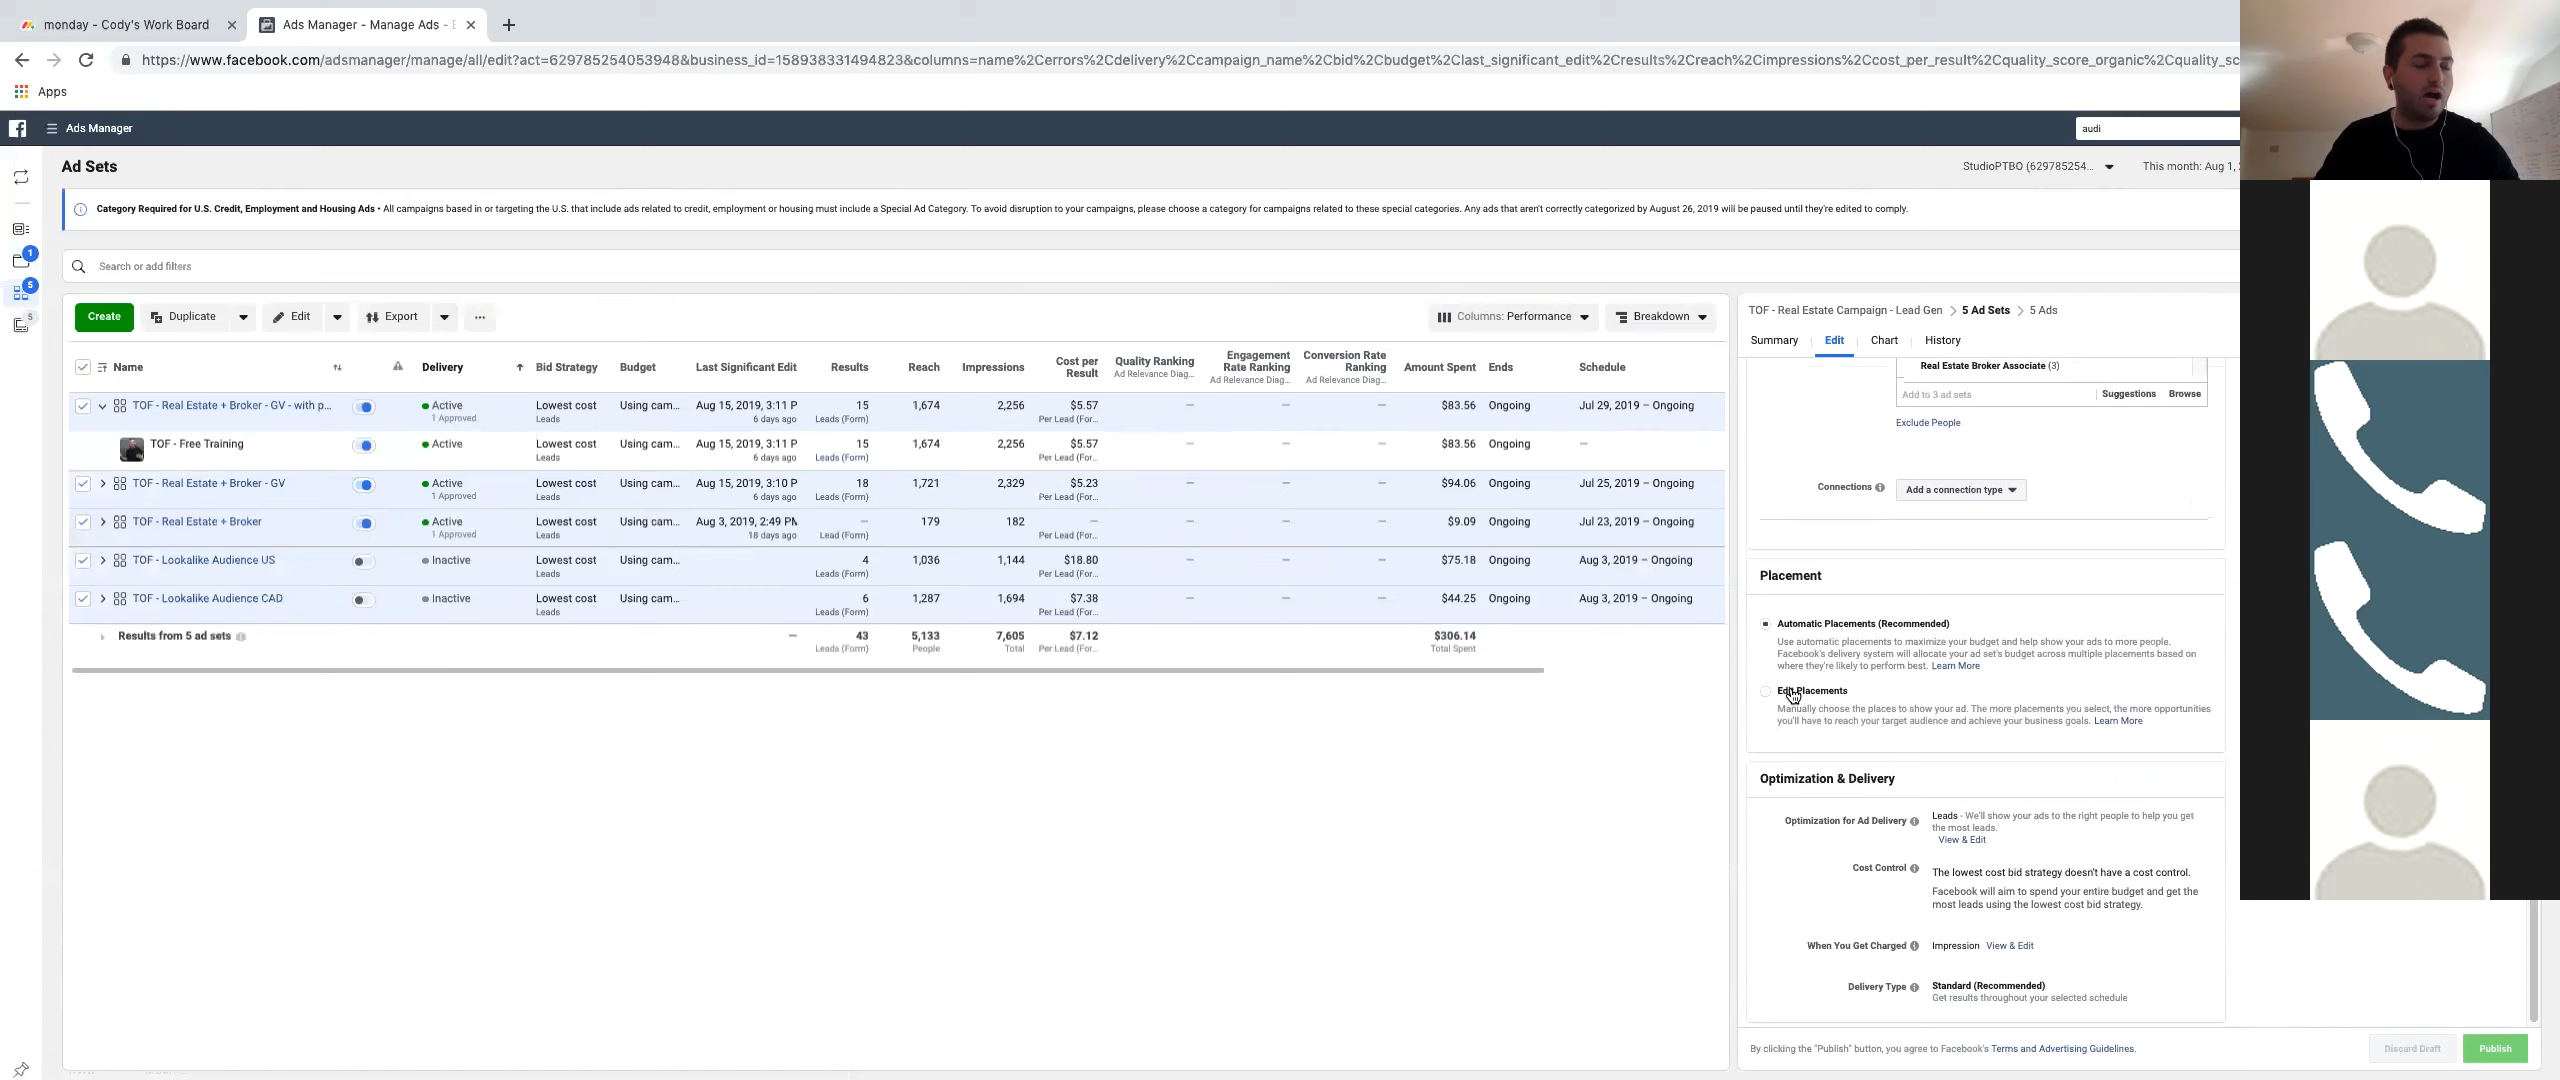 monday - Cody's Work Board
Ads Manager - Manage Ads - E
https://www.facebook.com/adsmanager/manage/all/edit?act=629785254053948&business_id=158938331494823&columns=name%2Cerrors%2Cdelivery%2Ccampaign_name%2Cbid%2Cbudget%2Clast_significant_edit%2Cresults%2Creach%2Cimpressions%2Ccost_per_result%2Cquality_score_organic%2Cquality_sc
Apps
Ads Manager
audi
Ad Sets
StudioPTBO (629785254...
This month: Aug 1,
Category Required for U.S. Credit, Employment and Housing Ads • All campaigns based in or targeting the U.S. that include ads related to credit, employment or housing must include a Special Ad Category. To avoid disruption to your campaigns, please choose a category for campaigns related to these special categories. Any ads that aren't correctly categorized by August 26, 2019 will be paused until they're edited to comply.
1
5
5
Search or add filters
Create Duplicate Edit Export ...
Columns: Performance Breakdown
Name Delivery Bid Strategy Budget Last Significant Edit Results Reach Impressions Cost per Result Quality Ranking Ad Relevance Diag... Engagement Rate Ranking Ad Relevance Diag... Conversion Rate Ranking Ad Relevance Diag... Amount Spent Ends Schedule
TOF - Real Estate + Broker - GV - with p... Active Lowest cost Using cam... Aug 15, 2019, 3:11 P 15 1,674 2,256 $5.57 — — — $83.56 Ongoing Jul 29, 2019 – Ongoing
1 Approved Leads 6 days ago Leads (Form) Per Lead (For...
TOF - Free Training Active Lowest cost Using cam... Aug 15, 2019, 3:11 P 15 1,674 2,256 $5.57 — — — $83.56 Ongoing —
Leads 6 days ago Leads (Form) Per Lead (For...
TOF - Real Estate + Broker - GV Active Lowest cost Using cam... Aug 15, 2019, 3:10 P 18 1,721 2,329 $5.23 — — — $94.06 Ongoing Jul 25, 2019 – Ongoing
1 Approved Leads 6 days ago Leads (Form) Per Lead (For...
TOF - Real Estate + Broker Active Lowest cost Using cam... Aug 3, 2019, 2:49 PM — 179 182 — — — — $9.09 Ongoing Jul 23, 2019 – Ongoing
1 Approved Leads 18 days ago Lead (Form) Per Lead (For...
TOF - Lookalike Audience US Inactive Lowest cost Using cam... 4 1,036 1,144 $18.80 — — — $75.18 Ongoing Aug 3, 2019 – Ongoing
Leads Leads (Form) Per Lead (For...
TOF - Lookalike Audience CAD Inactive Lowest cost Using cam... 6 1,287 1,694 $7.38 — — — $44.25 Ongoing Aug 3, 2019 – Ongoing
Leads Leads (Form) Per Lead (For...
Results from 5 ad sets — 43 5,133 7,605 $7.12 $306.14
Leads (Form) People Total Per Lead (For... Total Spent
TOF - Real Estate Campaign - Lead Gen > 5 Ad Sets > 5 Ads
Summary Edit Chart History
Real Estate Broker Associate (3)
Add to 3 ad sets Suggestions Browse
Exclude People
Connections Add a connection type
Placement
Automatic Placements (Recommended)
Use automatic placements to maximize your budget and help show your ads to more people.
Facebook's delivery system will allocate your ad set's budget across multiple placements based on
where they're likely to perform best. Learn More
Edit Placements
Manually choose the places to show your ad. The more placements you select, the more opportunities
you'll have to reach your target audience and achieve your business goals. Learn More
Optimization & Delivery
Optimization for Ad Delivery Leads - We'll show your ads to the right people to help you get
the most leads.
View & Edit
Cost Control The lowest cost bid strategy doesn't have a cost control.
Facebook will aim to spend your entire budget and get the
most leads using the lowest cost bid strategy.
When You Get Charged Impression View & Edit
Delivery Type Standard (Recommended)
Get results throughout your selected schedule
By clicking the "Publish" button, you agree to Facebook's Terms and Advertising Guidelines.
Discard Draft Publish